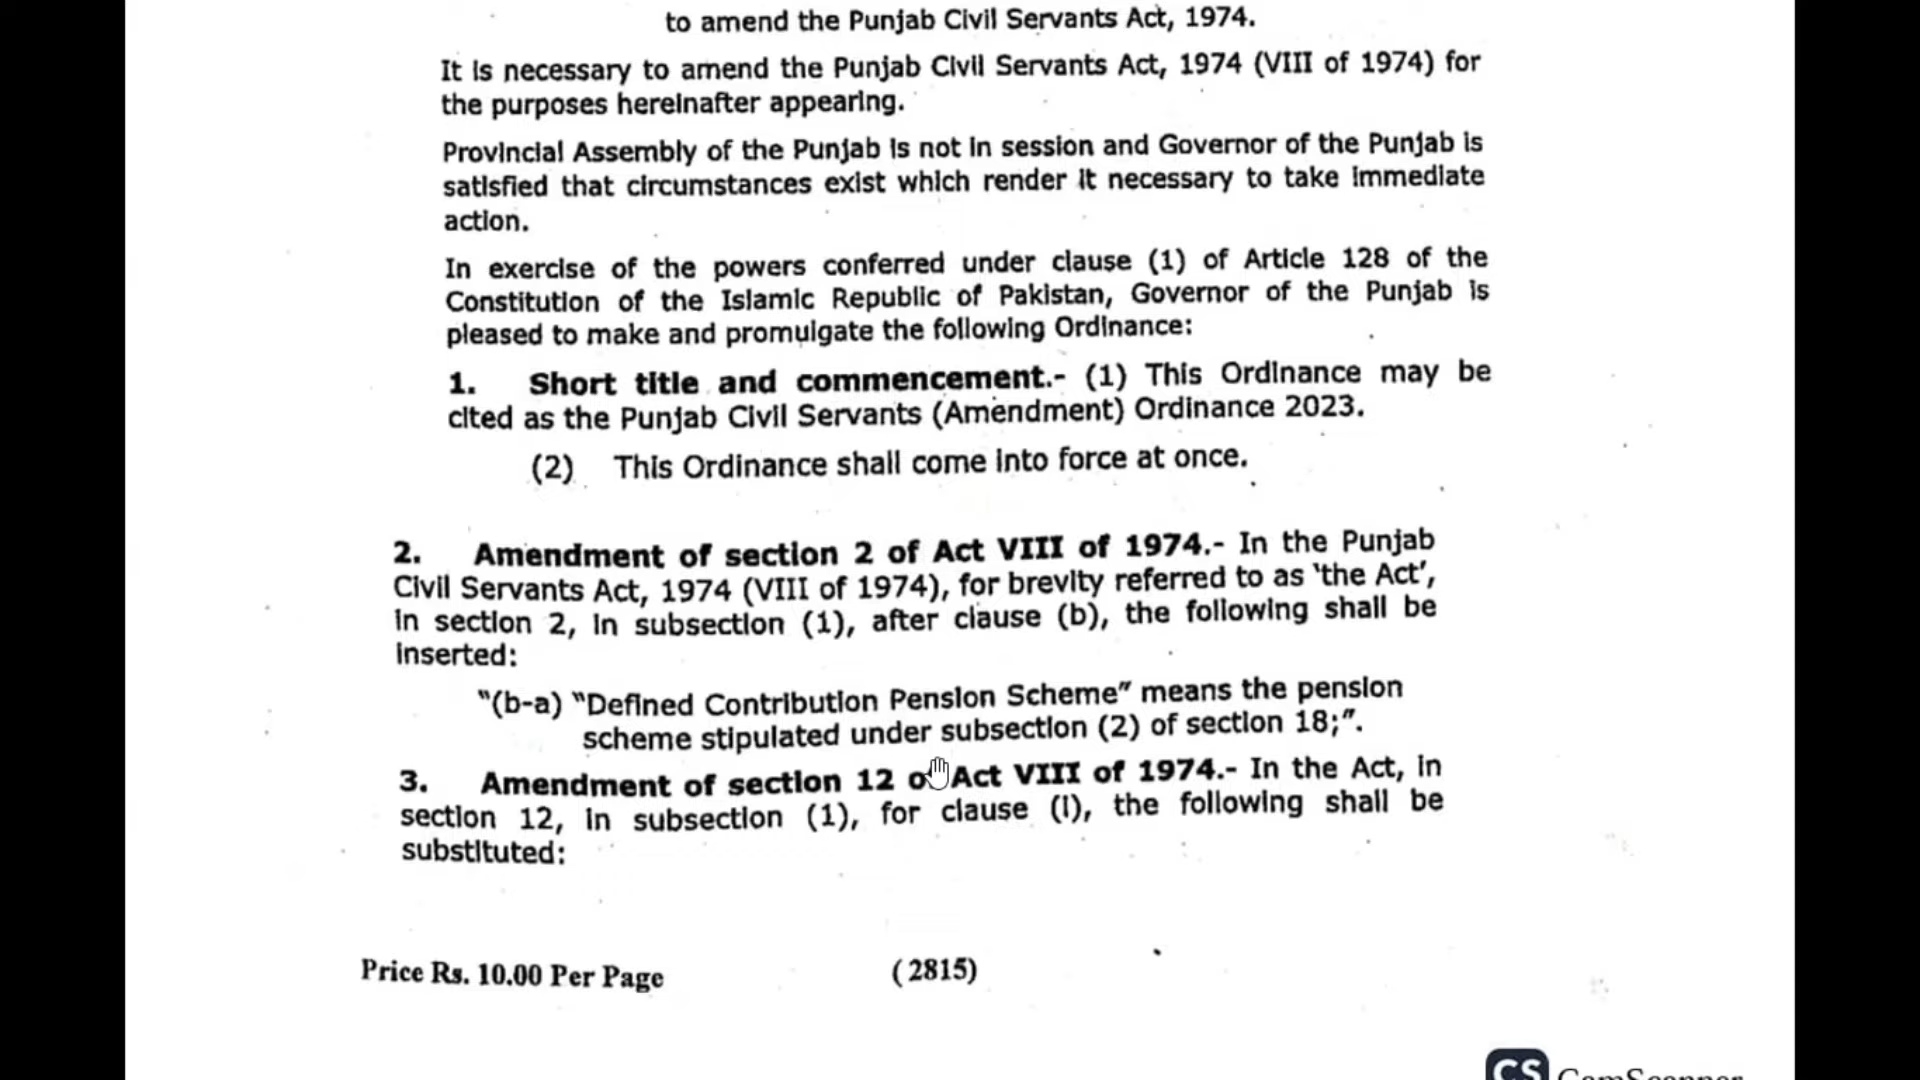 to amend the Punjab Civil Servants Act, 1974.
It is necessary to amend the Punjab Civil Servants Act, 1974 (VIII of 1974) for
the purposes hereinafter appearing.
Provincial Assembly of the Punjab is not in session and Governor of the Punjab is
satisfied that circumstances exist which render it necessary to take immediate
action.
In exercise of the powers conferred under clause (1) of Article 128 of the
Constitution of the Islamic Republic of Pakistan, Governor of the Punjab is
pleased to make and promulgate the following Ordinance:
1. Short title and commencement.- (1) This Ordinance may be
cited as the Punjab Civil Servants (Amendment) Ordinance 2023.
(2) This Ordinance shall come into force at once.
2. Amendment of section 2 of Act VIII of 1974.- In the Punjab
Civil Servants Act, 1974 (VIII of 1974), for brevity referred to as 'the Act',
in section 2, in subsection (1), after clause (b), the following shall be
inserted:
"(b-a) "Defined Contribution Pension Scheme" means the pension
scheme stipulated under subsection (2) of section 18;".
3. Amendment of section 12 of Act VIII of 1974.- In the Act, in
section 12, in subsection (1), for clause (i), the following shall be
substituted:
Price Rs. 10.00 Per Page (2815)
CS CamScanner